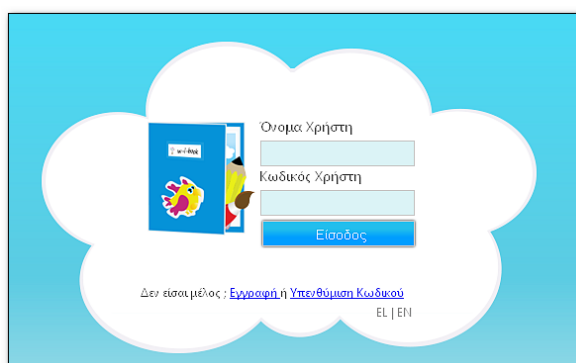 Όνομα Χρήστη
Κωδικός Χρήστη
Είσοδος
Δεν είσαι μέλος ; Εγγραφή ή Υπενθύμιση Κωδικού
EL | EN